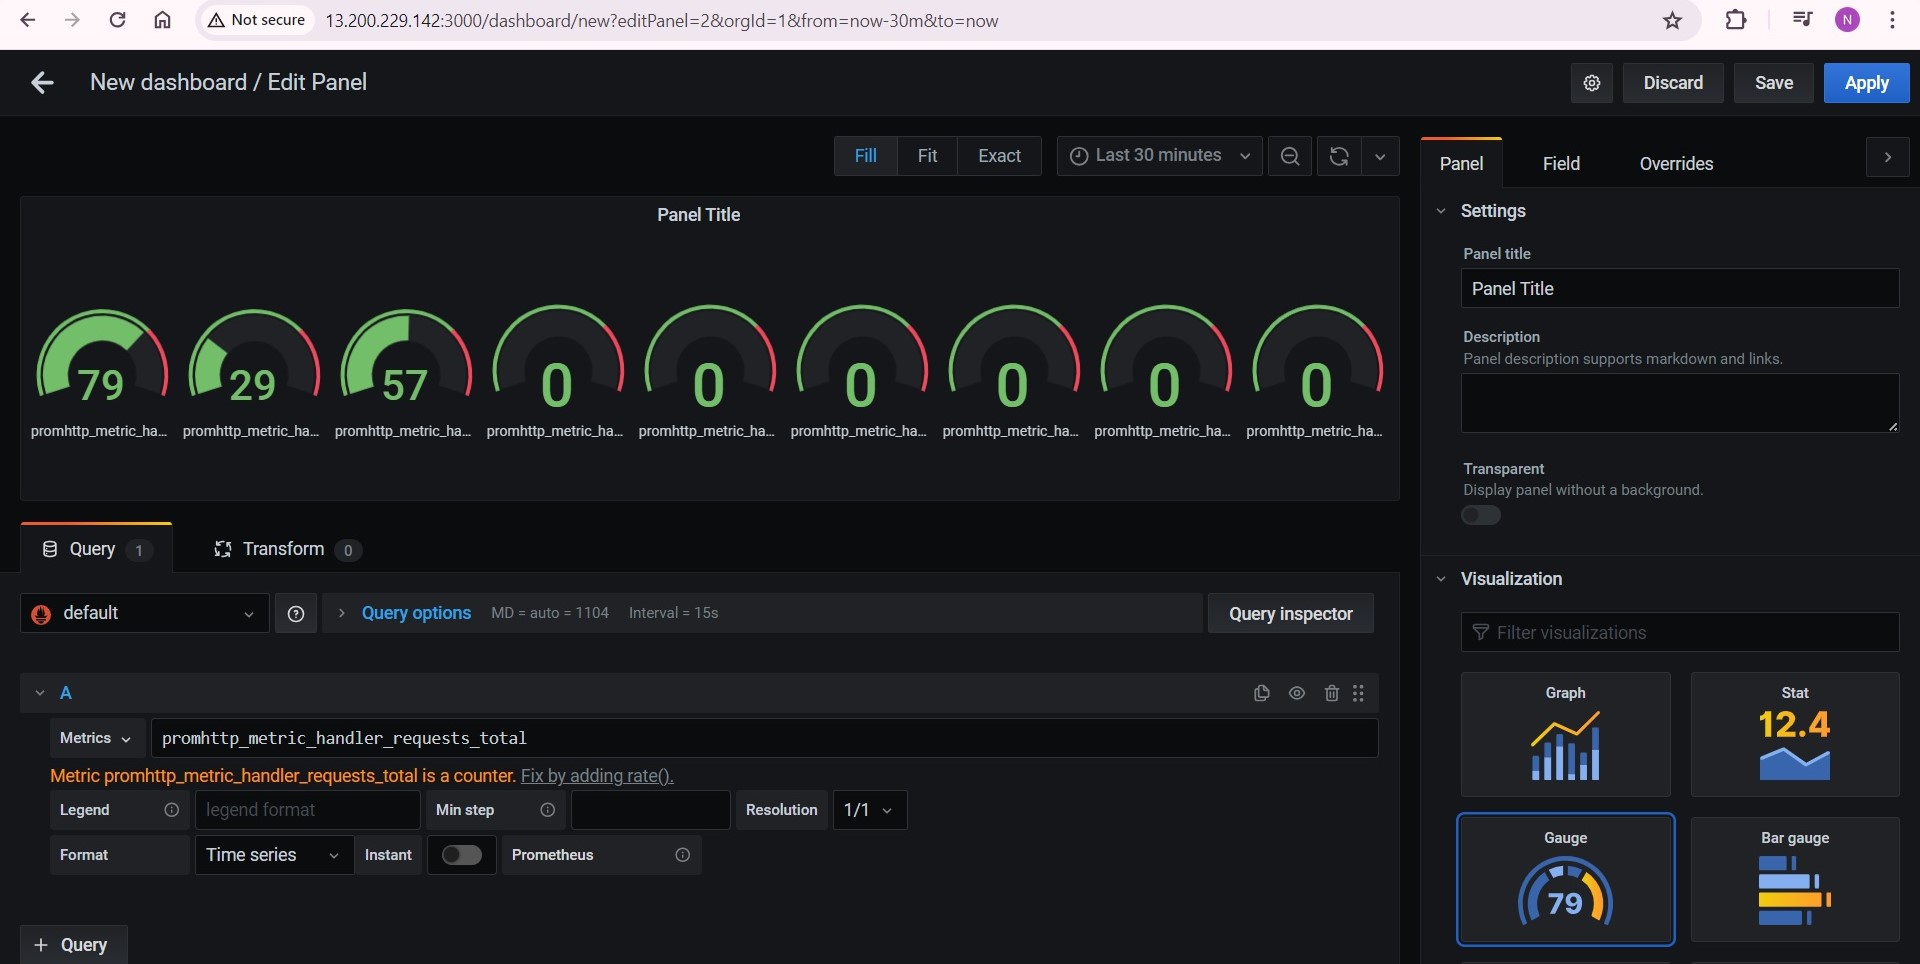 Not secure 13.200.229.142:3000/dashboard/new?editPanel=2&orgId=1&from=now-30m&to=now N
New dashboard / Edit Panel Discard Save Apply
Fill Fit Exact Last 30 minutes
Panel Field Overrides
Panel Title
79 29 57 0 0 0 0 0 0
promhttp_metric_ha... promhttp_metric_ha... promhttp_metric_ha... promhttp_metric_ha... promhttp_metric_ha... promhttp_metric_ha... promhttp_metric_ha... promhttp_metric_ha... promhttp_metric_ha...
Query 1 Transform 0
default Query options MD = auto = 1104 Interval = 15s Query inspector
A
Metrics promhttp_metric_handler_requests_total
Metric promhttp_metric_handler_requests_total is a counter. Fix by adding rate().
Legend legend format Min step Resolution 1/1
Format Time series Instant Prometheus
+ Query
Settings
Panel title
Panel Title
Description
Panel description supports markdown and links.
Transparent
Display panel without a background.
Visualization
Filter visualizations
Graph Stat
12.4
Gauge Bar gauge
79